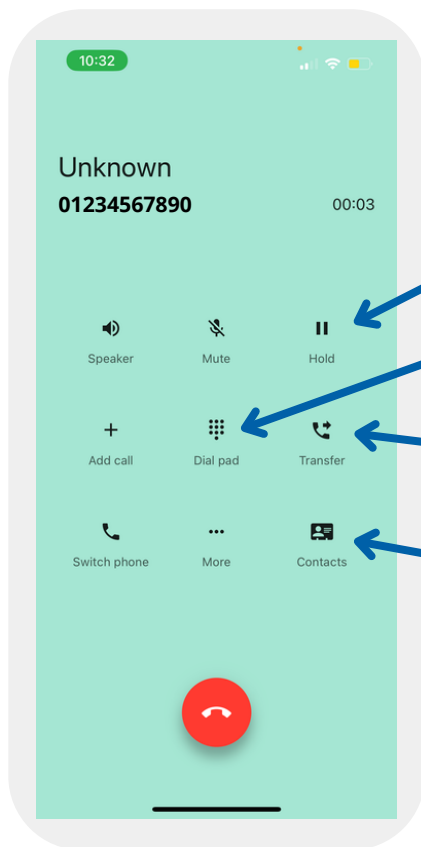 10:32
Unknown
01234567890 00:03
Speaker Mute Hold
Add call Dial pad Transfer
Switch phone More Contacts